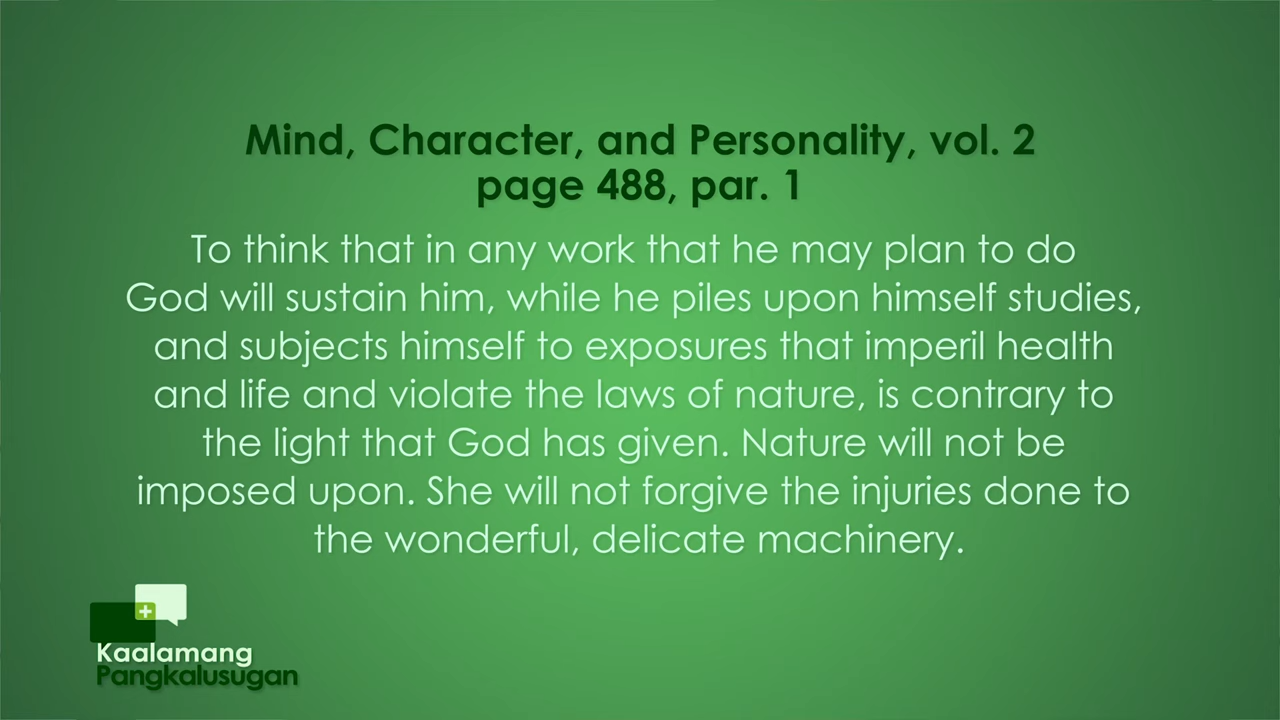 Mind, Character, and Personality, vol. 2
page 488, par. 1
To think that in any work that he may plan to do
God will sustain him, while he piles upon himself studies,
and subjects himself to exposures that imperil health
and life and violate the laws of nature, is contrary to
the light that God has given. Nature will not be
imposed upon. She will not forgive the injuries done to
the wonderful, delicate machinery.
Kaalamang
Pangkalusugan